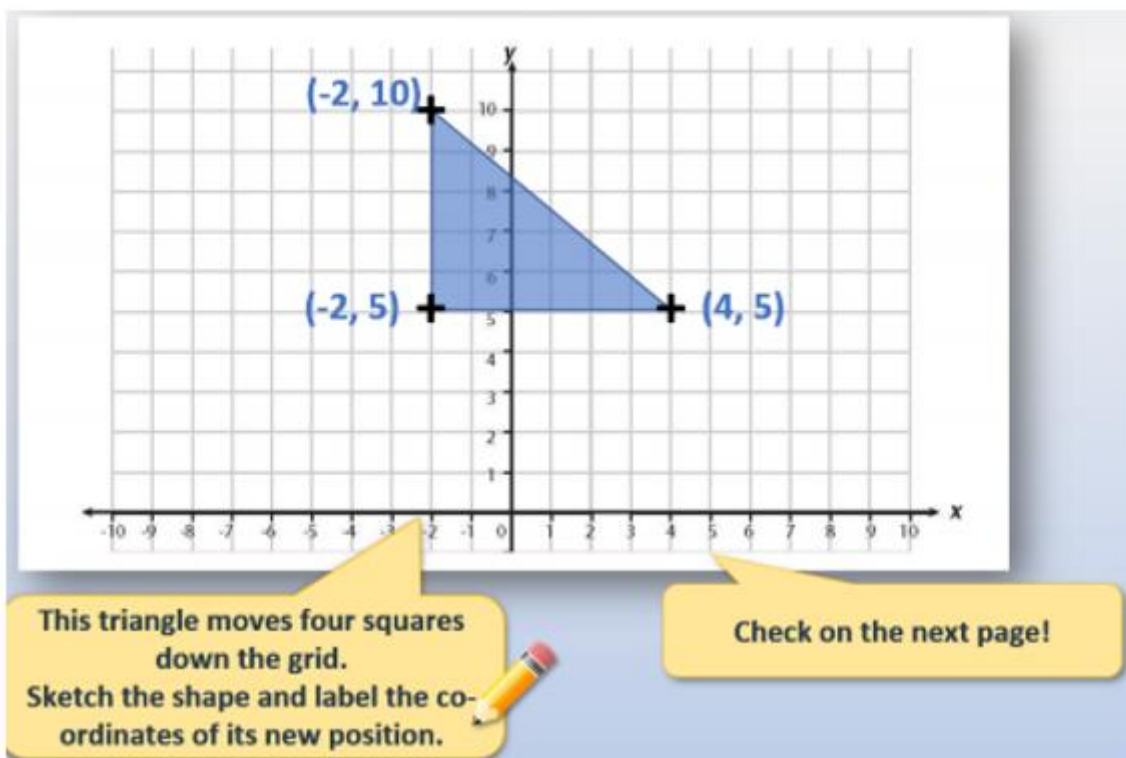 y
(-2, 10)
10
9
8
7
6
(-2, 5)
(4, 5)
5
4
3
2
1
-10 -9 -8 -7 -6 -5 -4 -3 -2 -1 0 1 2 3 4 5 6 7 8 9 10 x
This triangle moves four squares
down the grid.
Sketch the shape and label the co-
ordinates of its new position.
Check on the next page!